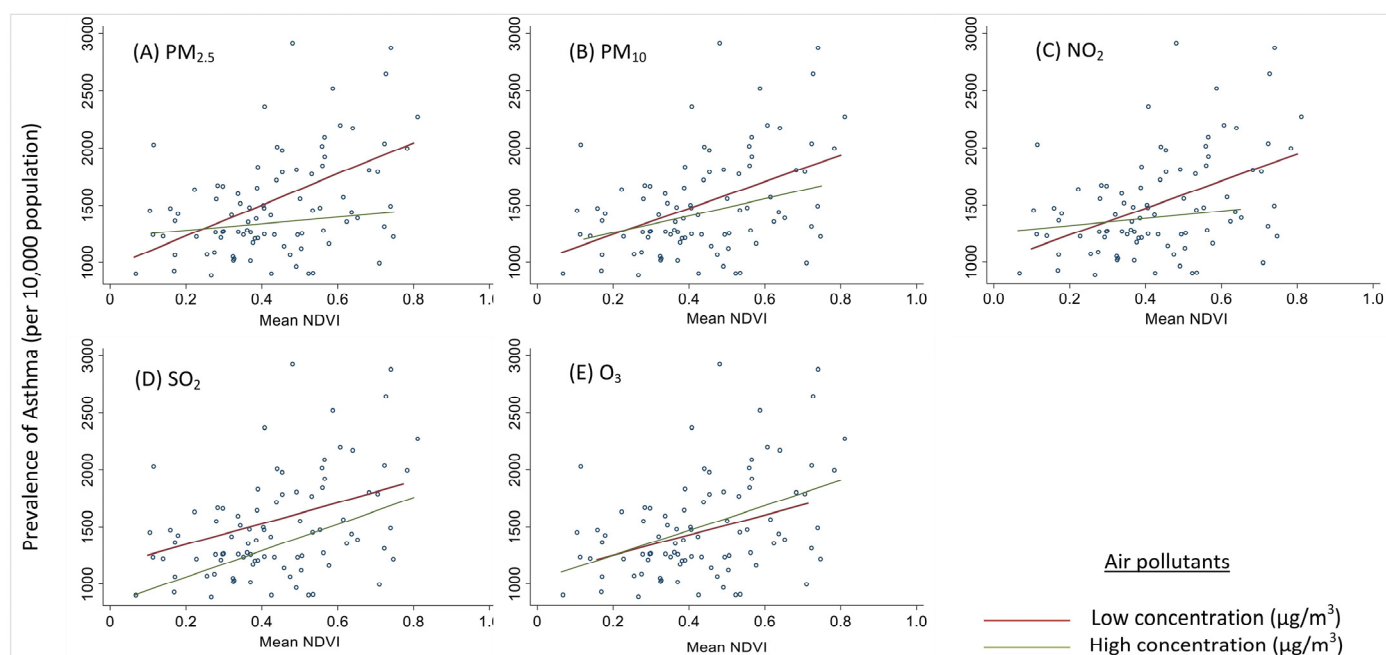 Prevalence of Asthma (per 10,000 population)
(A) PM2.5
3000
2500
2000
1500
1000
0 0.2 0.4 0.6 0.8 1.0
Mean NDVI
(B) PM10
3000
2500
2000
1500
1000
0 0.2 0.4 0.6 0.8 1.0
Mean NDVI
(C) NO2
3000
2500
2000
1500
1000
0.0 0.2 0.4 0.6 0.8 1.0
Mean NDVI
(D) SO2
3000
2500
2000
1500
1000
0 0.2 0.4 0.6 0.8 1.
Mean NDVI
(E) O3
3000
2500
2000
1500
1000
0 0.2 0.4 0.6 0.8 1.0
Mean NDVI
Air pollutants
Low concentration (µg/m³)
High concentration (µg/m³)